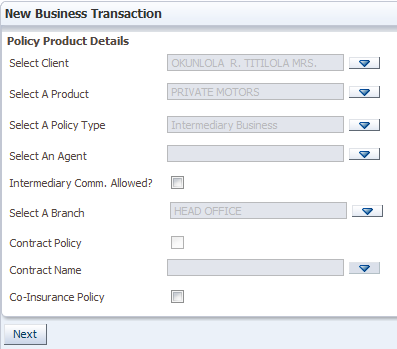 New Business Transaction
Policy Product Details
Select Client OKUNLOLA R. TITILOLA MRS.
Select A Product PRIVATE MOTORS
Select A Policy Type Intermediary Business
Select An Agent
Intermediary Comm. Allowed?
Select A Branch HEAD OFFICE
Contract Policy
Contract Name
Co-Insurance Policy
Next